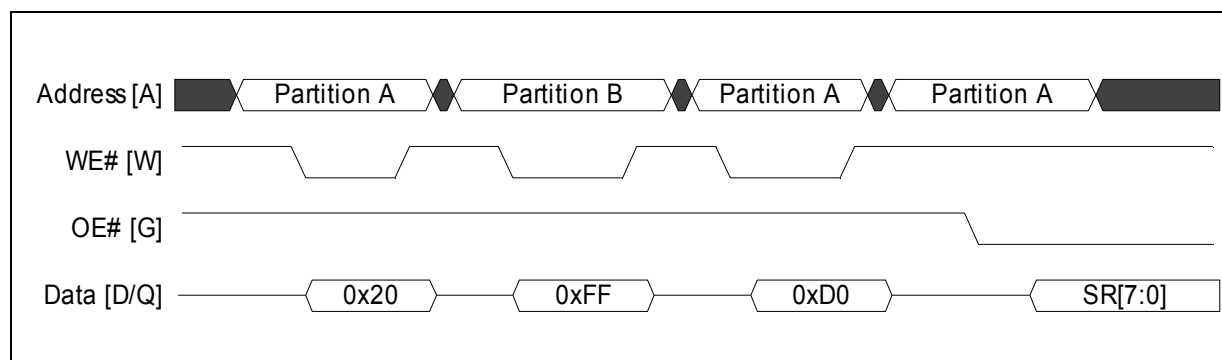 Address [A] Partition A Partition B Partition A Partition A
WE# [W]
OE# [G]
Data [D/Q] 0x20 0xFF 0xD0 SR[7:0]